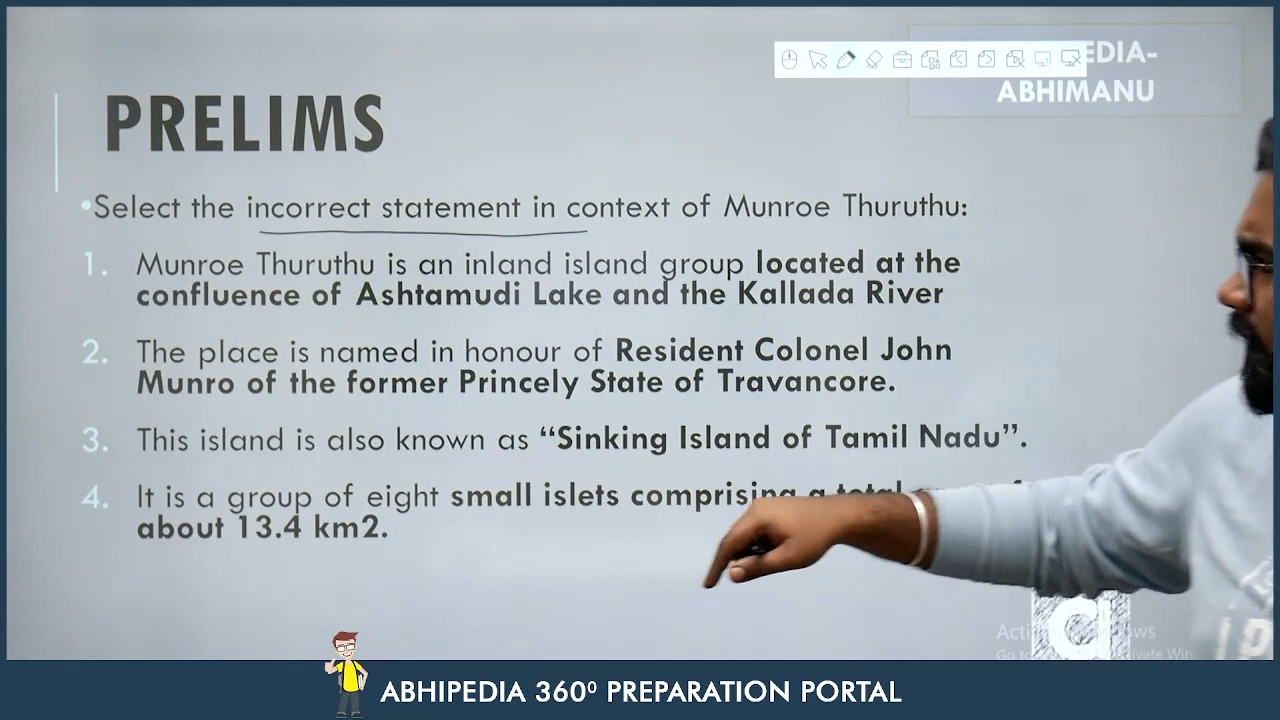 EDIA-
ABHIMANU
PRELIMS
•Select the incorrect statement in context of Munroe Thuruthu:
1. Munroe Thuruthu is an inland island group located at the
confluence of Ashtamudi Lake and the Kallada River
2. The place is named in honour of Resident Colonel John
Munro of the former Princely State of Travancore.
3. This island is also known as “Sinking Island of Tamil Nadu”.
4. It is a group of eight small islets comprising a total
about 13.4 km2.
ABHIPEDIA 360⁰ PREPARATION PORTAL